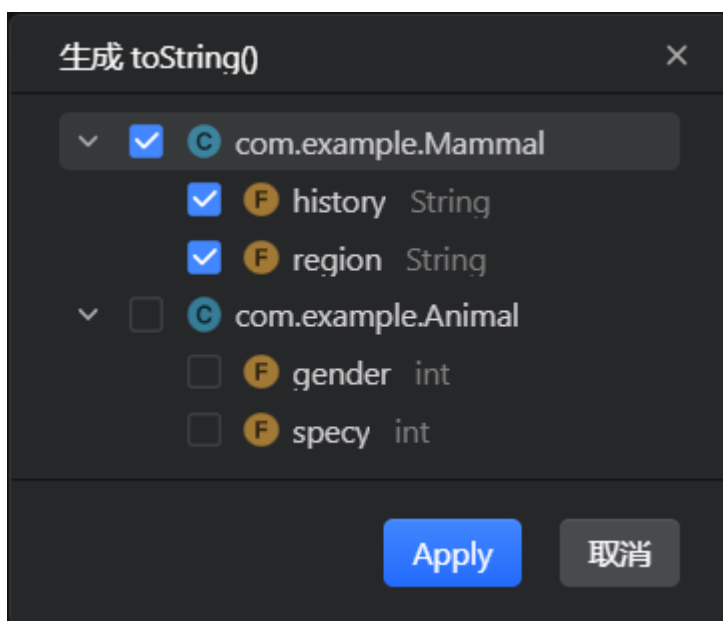 生成 toString()
C com.example.Mammal
F history String
F region String
C com.example.Animal
F gender int
F specy int
Apply 取消